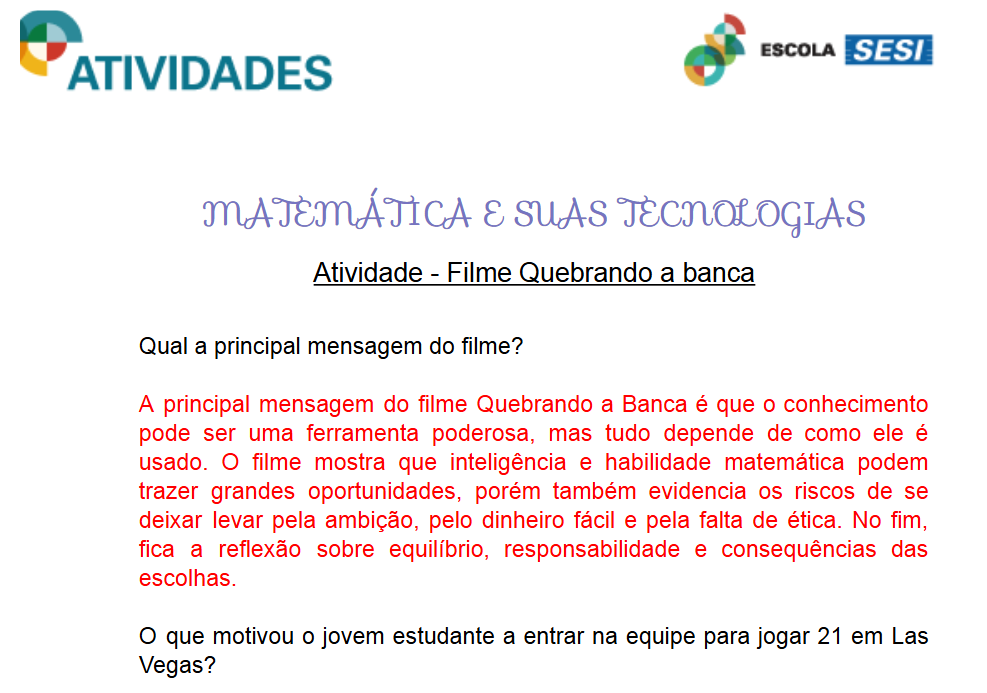 ATIVIDADES
ESCOLA SESI
MATEMÁTICA E SUAS TECNOLOGIAS
Atividade - Filme Quebrando a banca
Qual a principal mensagem do filme?
A principal mensagem do filme Quebrando a Banca é que o conhecimento
pode ser uma ferramenta poderosa, mas tudo depende de como ele é
usado. O filme mostra que inteligência e habilidade matemática podem
trazer grandes oportunidades, porém também evidencia os riscos de se
deixar levar pela ambição, pelo dinheiro fácil e pela falta de ética. No fim,
fica a reflexão sobre equilíbrio, responsabilidade e consequências das
escolhas.
O que motivou o jovem estudante a entrar na equipe para jogar 21 em Las
Vegas?